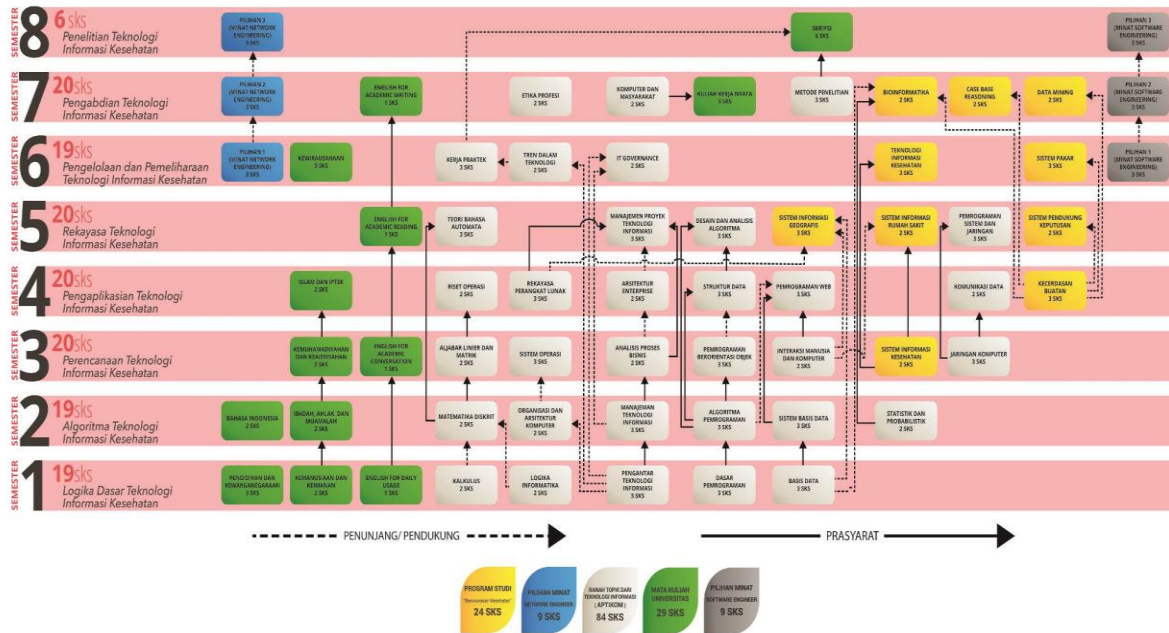 SEMESTER
8 6 sks
Penelitian Teknologi
Informasi Kesehatan
PILIHAN 3
(MINAT NETWORK
ENGINEERING)
3 SKS
SKRIPSI
6 SKS
PILIHAN 3
(MINAT SOFTWARE
ENGINEERING)
3 SKS
SEMESTER
7 20sks
Pengabdian Teknologi
Informasi Kesehatan
PILIHAN 2
(MINAT NETWORK
ENGINEERING)
3 SKS
ENGLISH FOR
ACADEMIC WRITING
1 SKS
ETIKA PROFESI
2 SKS
KOMPUTER DAN
MASYARAKAT
2 SKS
KULIAH KERJA NYATA
3 SKS
METODE PENELITIAN
3 SKS
BIOINFORMATIKA
2 SKS
CASE BASE
REASONING
2 SKS
DATA MINING
2 SKS
PILIHAN 2
(MINAT SOFTWARE
ENGINEERING)
3 SKS
SEMESTER
6 19sks
Pengelolaan dan Pemeliharaan
Teknologi Informasi Kesehatan
PILIHAN 1
(MINAT NETWORK
ENGINEERING)
3 SKS
KEWIRAUSAHAAN
2 SKS
KERJA PRAKTEK
3 SKS
TREN DALAM
TEKNOLOGI
2 SKS
IT GOVERNANCE
2 SKS
TEKNOLOGI
INFORMASI
KESEHATAN
3 SKS
SISTEM PAKAR
3 SKS
PILIHAN 1
(MINAT SOFTWARE
ENGINEERING)
3 SKS
SEMESTER
5 20sks
Rekayasa Teknologi
Informasi Kesehatan
ENGLISH FOR
ACADEMIC READING
1 SKS
TEORI BAHASA
AUTOMATA
3 SKS
MANAJEMEN PROYEK
TEKNOLOGI
INFORMASI
3 SKS
DESAIN DAN ANALISIS
ALGORITMA
3 SKS
SISTEM INFORMASI
GEOGRAFIS
3 SKS
SISTEM INFORMASI
RUMAH SAKIT
2 SKS
PEMROGRAMAN
SISTEM DAN
JARINGAN
3 SKS
SISTEM PENDUKUNG
KEPUTUSAN
2 SKS
SEMESTER
4 20sks
Pengaplikasian Teknologi
Informasi Kesehatan
ISLAM DAN IPTEK
2 SKS
RISET OPERASI
2 SKS
REKAYASA
PERANGKAT LUNAK
3 SKS
ARSITEKTUR
ENTERPRISE
2 SKS
STRUKTUR DATA
3 SKS
PEMROGRAMAN WEB
3 SKS
KOMUNIKASI DATA
2 SKS
KECERDASAN
BUATAN
3 SKS
SEMESTER
3 20sks
Perencanaan Teknologi
Informasi Kesehatan
KEMUHAMADIYAHAN
2 SKS
ENGLISH FOR
ACADEMIC
CONVERSATION
1 SKS
ALJABAR LINIER DAN
MATRIK
2 SKS
SISTEM OPERASI
3 SKS
ANALISIS PROSES
BISNIS
2 SKS
PEMROGRAMAN
BERORIENTASI OBJEK
3 SKS
INTERAKSI MANUSIA
DAN KOMPUTER
2 SKS
SISTEM INFORMASI
KESEHATAN
2 SKS
JARINGAN KOMPUTER
3 SKS
SEMESTER
2 19sks
Algoritma Teknologi
Informasi Kesehatan
BAHASA INDONESIA
2 SKS
IBADAH, AHLAK, DAN
MUAMALAH
2 SKS
MATEMATIKA DISKRIT
2 SKS
ORGANISASI DAN
ARSITEKTUR
KOMPUTER
2 SKS
MANAJEMAN
TEKNOLOGI
INFORMASI
3 SKS
ALGORITMA
PEMROGRAMAN
3 SKS
SISTEM BASIS DATA
3 SKS
STATISTIK DAN
PROBABILISTIK
2 SKS
SEMESTER
1 19sks
Logika Dasar Teknologi
Informasi Kesehatan
PENDIDIHAN DAN
KEWARGANEGARAAN
3 SKS
KEMANUSIAAN DAN
KEIMANAN
2 SKS
ENGLISH FOR DAILY
USAGE
1 SKS
KALKULUS
2 SKS
LOGIKA
INFORMATIKA
2 SKS
PENGANTAR
TEKNOLOGI
INFORMASI
3 SKS
DASAR
PEMROGRAMAN
3 SKS
BASIS DATA
3 SKS
PENUNJANG/ PENDUKUNG
PRASYARAT
PROGRAM STUDI
24 SKS
PILIHAN MINAT
NETWORK ENGINEER
9 SKS
RANAH TOPIK DARI
TEKNOLOGI INFORMASI
(APTIKOM)
84 SKS
MATA KULIAH
UNIVERSITAS
29 SKS
PILIHAN MINAT
SOFTWARE ENGINEER
9 SKS